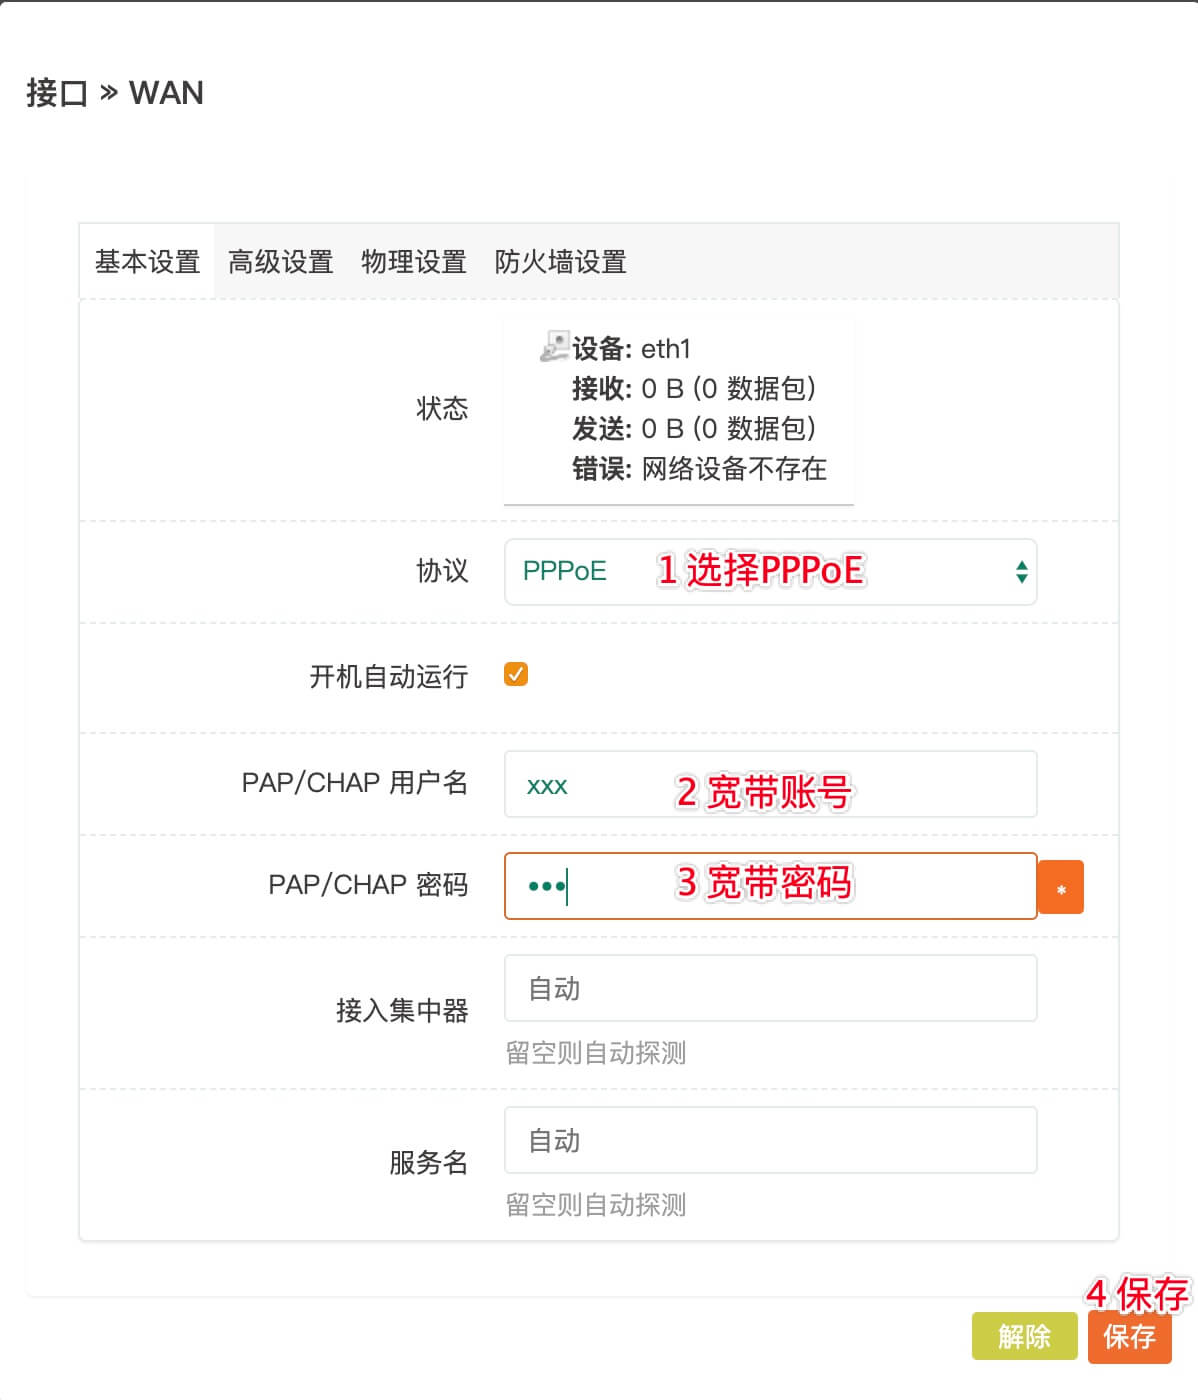 接口 » WAN
基本设置 高级设置 物理设置 防火墙设置
状态
设备: eth1
接收: 0 B (0 数据包)
发送: 0 B (0 数据包)
错误: 网络设备不存在
协议 PPPoE 1 选择PPPoE
开机自动运行
PAP/CHAP 用户名 xxx 2 宽带账号
PAP/CHAP 密码 ••• 3 宽带密码 *
接入集中器 自动
留空则自动探测
服务名 自动
留空则自动探测
4 保存
解除 保存